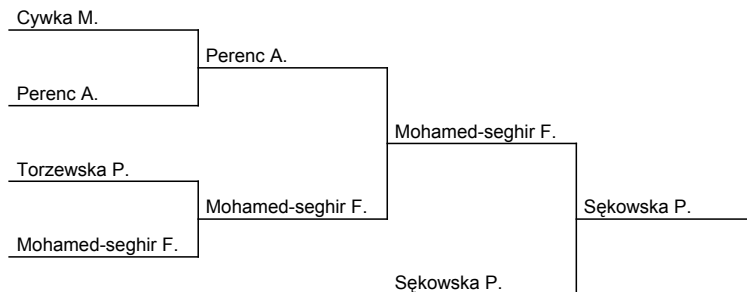 Cywka M.
Perenc A.
Perenc A.
Mohamed-seghir F.
Torzewska P.
Mohamed-seghir F.
Sękowska P.
Mohamed-seghir F.
Sękowska P.